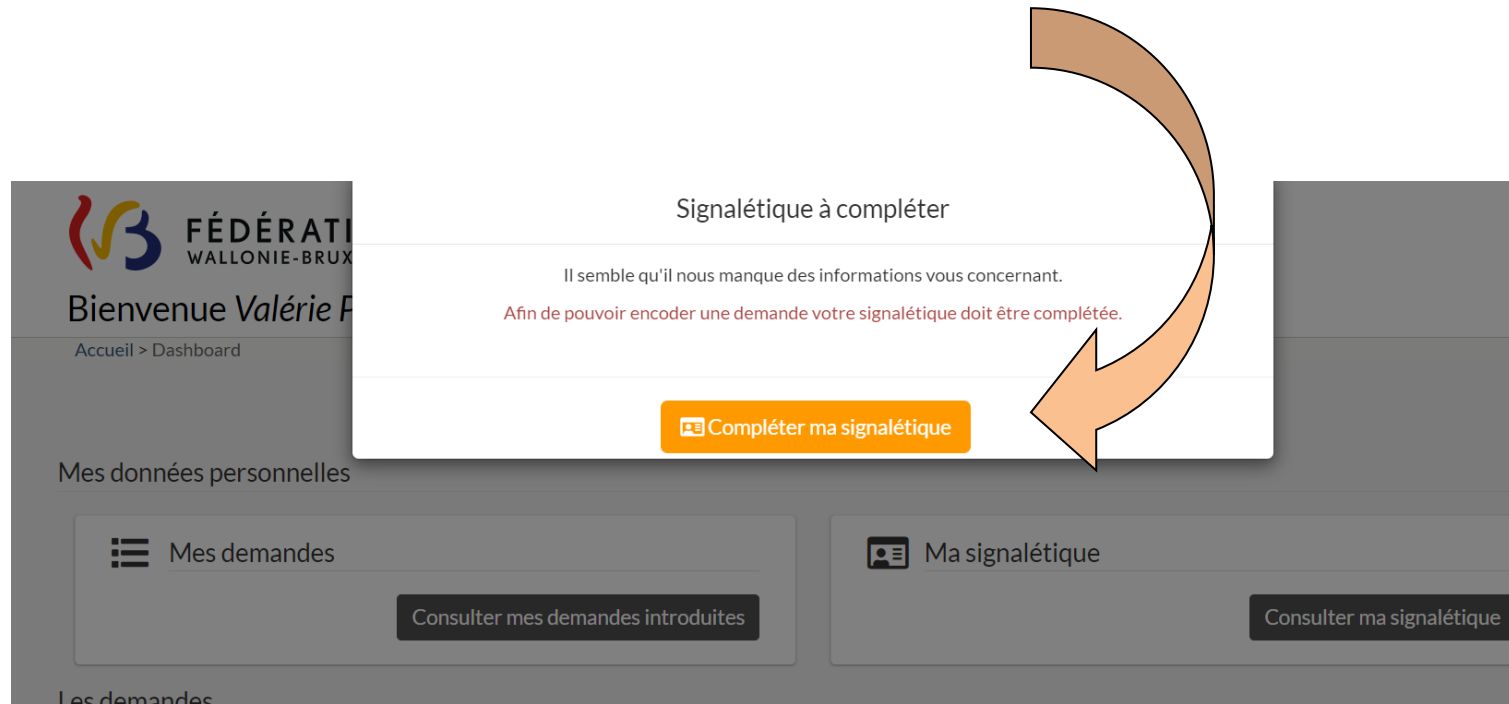 Signalétique à compléter
FÉDÉRATI
WALLONIE-BRUX
Il semble qu'il nous manque des informations vous concernant.
Bienvenue Valérie P
Afin de pouvoir encoder une demande votre signalétique doit être complétée.
Accueil > Dashboard
Compléter ma signalétique
Mes données personnelles
Mes demandes
Ma signalétique
Consulter mes demandes introduites
Consulter ma signalétique
Les demandes